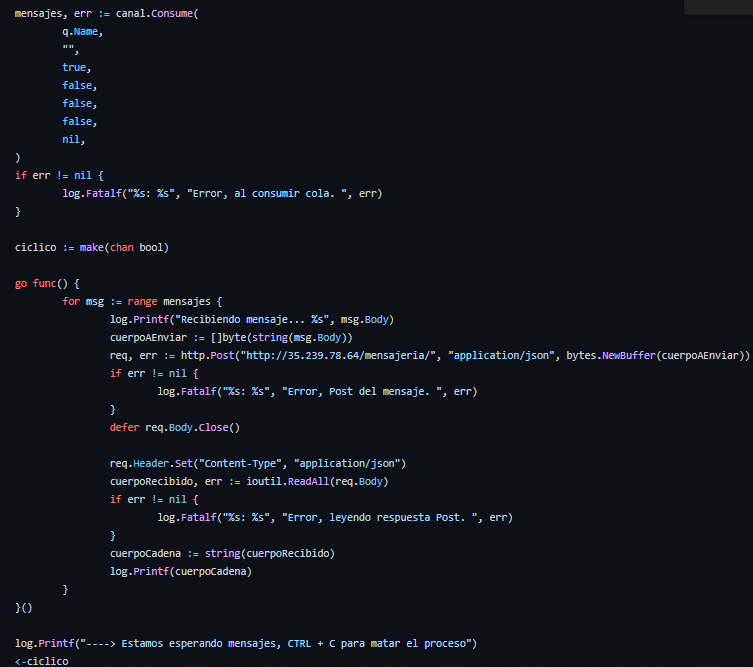 mensajes, err := canal.Consume(
q.Name,
"",
true,
false,
false,
false,
nil,
)
if err != nil {
log.Fatalf("%s: %s", "Error, al consumir cola. ", err)
}
ciclico := make(chan bool)
go func() {
for msg := range mensajes {
log.Printf("Recibiendo mensaje... %s", msg.Body)
cuerpoAEnviar := []byte(string(msg.Body))
req, err := http.Post("http://35.239.78.64/mensajeria/", "application/json", bytes.NewBuffer(cuerpoAEnviar))
if err != nil {
log.Fatalf("%s: %s", "Error, Post del mensaje. ", err)
}
defer req.Body.Close()
req.Header.Set("Content-Type", "application/json")
cuerpoRecibido, err := ioutil.ReadAll(req.Body)
if err != nil {
log.Fatalf("%s: %s", "Error, leyendo respuesta Post. ", err)
}
cuerpoCadena := string(cuerpoRecibido)
log.Printf(cuerpoCadena)
}
}()
log.Printf("----> Estamos esperando mensajes, CTRL + C para matar el proceso")
<-ciclico